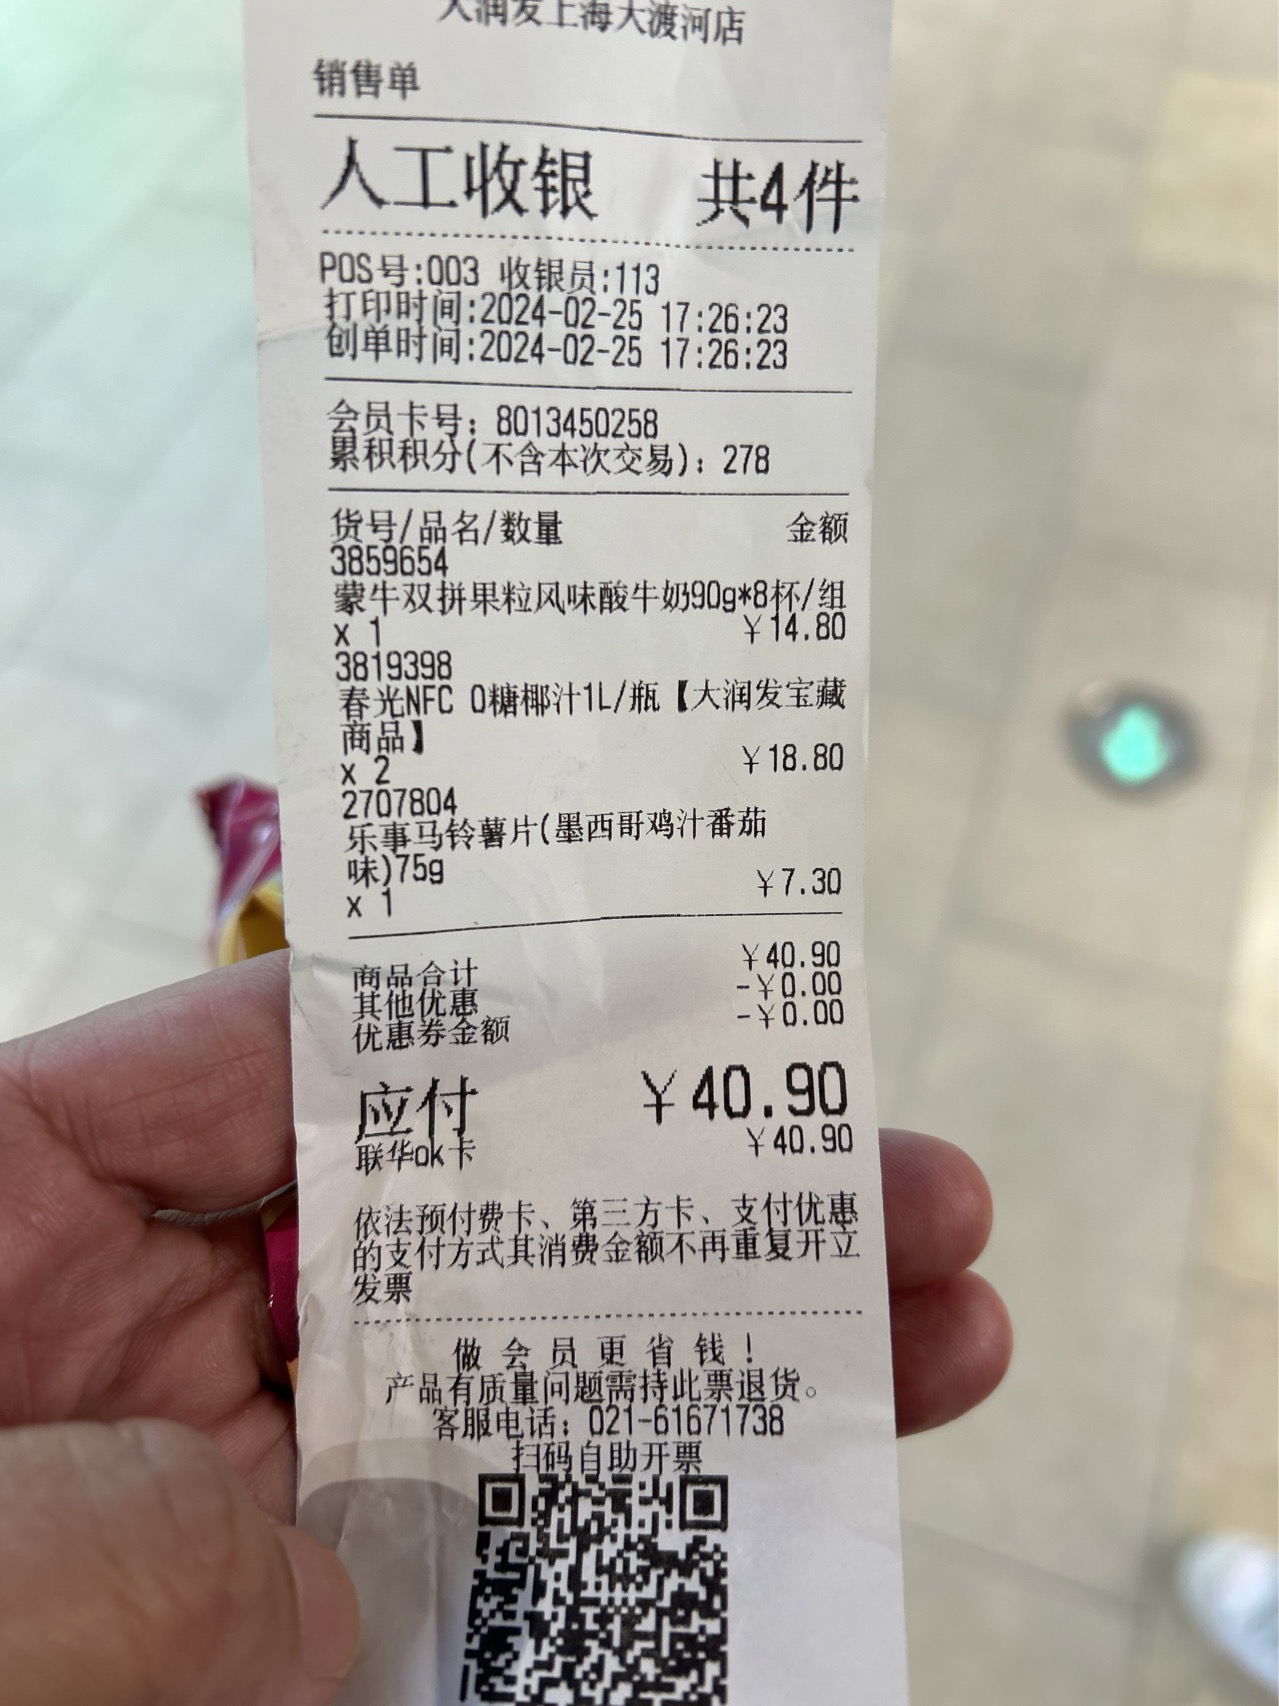 大润发上海大渡河店
销售单
人工收银 共4件
POS号:003 收银员:113
打印时间:2024-02-25 17:26:23
创单时间:2024-02-25 17:26:23
会员卡号: 8013450258
累积积分(不含本次交易): 278
货号/品名/数量 金额
3859654
蒙牛双拼果粒风味酸牛奶90g*8杯/组
x 1 ￥14.80
3819398
春光NFC 0糖椰汁1L/瓶【大润发宝藏
商品】
x 2 ￥18.80
2707804
乐事马铃薯片(墨西哥鸡汁番茄
味)75g
x 1 ￥7.30
商品合计 ￥40.90
其他优惠 -￥0.00
优惠券金额 -￥0.00
应付 ￥40.90
联华ok卡 ￥40.90
依法预付费卡、第三方卡、支付优惠
的支付方式其消费金额不再重复开立
发票
做会员更省钱!
产品有质量问题需持此票退货。
客服电话: 021-61671738
扫码自助开票